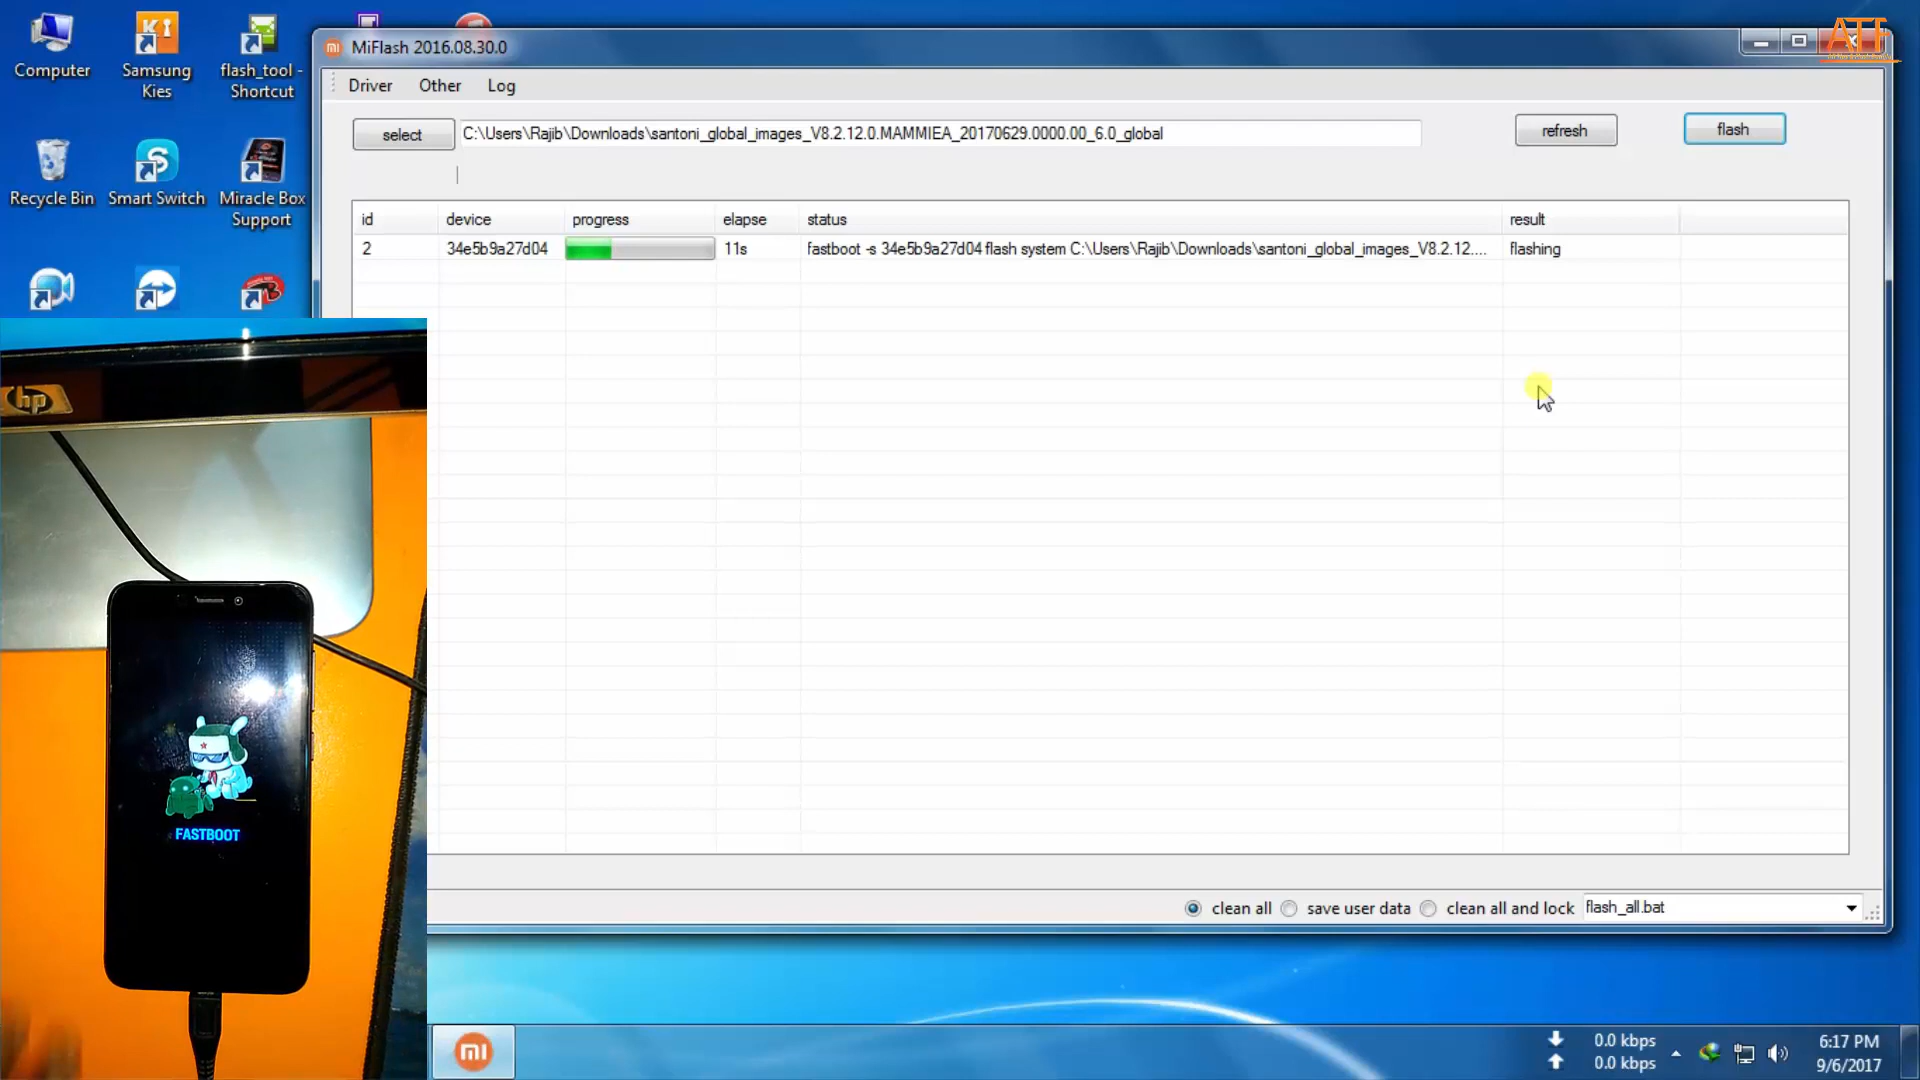 Computer
Samsung Kies
flash_tool - Shortcut
Recycle Bin
Smart Switch
Miracle Box Support
MiFlash 2016.08.30.0
ATF
Driver Other Log
select C:\Users\Rajib\Downloads\santoni_global_images_V8.2.12.0.MAMMIEA_20170629.0000.00_6.0_global refresh flash
id device progress elapse status result
2 34e5b9a27d04 11s fastboot -s 34e5b9a27d04 flash system C:\Users\Rajib\Downloads\santoni_global_images_V8.2.12.... flashing
hp
FASTBOOT
clean all save user data clean all and lock flash_all.bat
mi
0.0 kbps
0.0 kbps
6:17 PM
9/6/2017